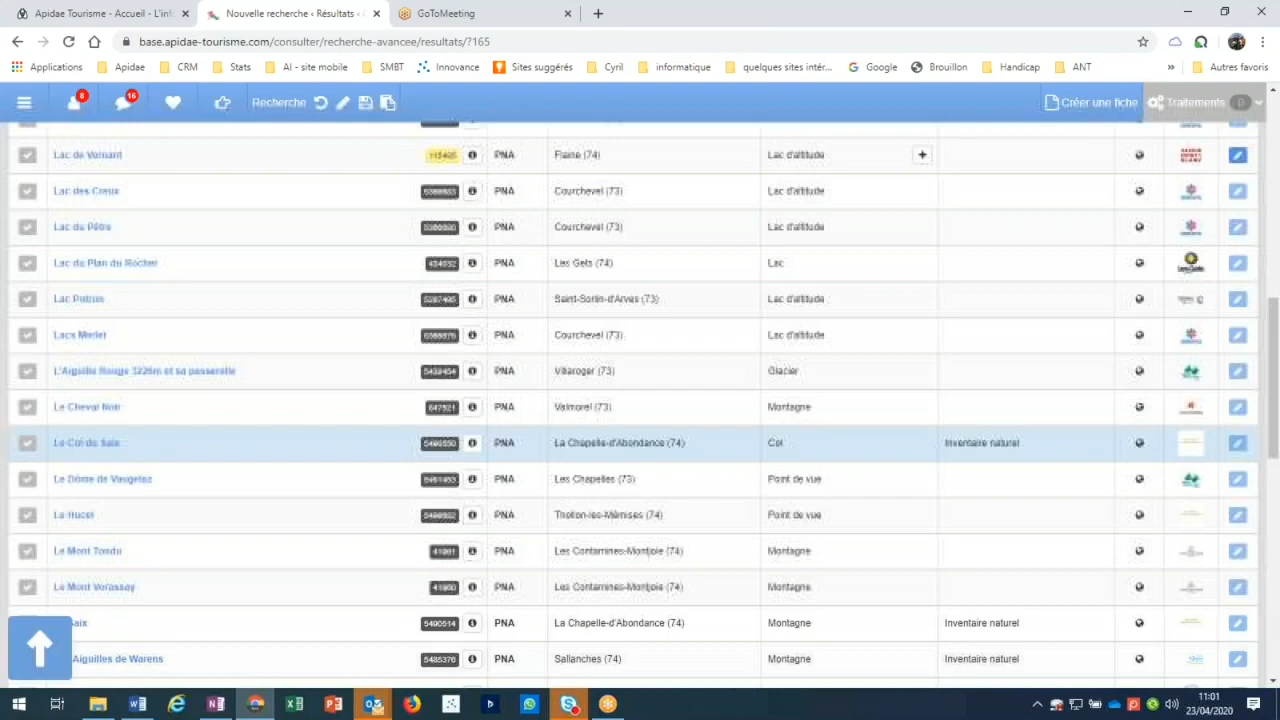 Apidae Tourisme - Accueil - L'inf
Nouvelle recherche ‹ Résultats ‹
GoToMeeting
base.apidae-tourisme.com/consulter/recherche-avancee/resultats/?165
Applications Apidae CRM Stats AI - site mobile SMBT Innovance Sites suggérés Cyril informatique quelques sites intér... Google Brouillon Handicap ANT » Autres favoris
8 16 Recherche Créer une fiche Traitements 0
Lac de Vernant PNA Flaine (74) Lac d'altitude
Lac des Creux PNA Courchevel (73) Lac d'altitude
Lac du Pêtre PNA Courchevel (73) Lac d'altitude
Lac du Plan du Rocher PNA Les Gets (74) Lac
Lac Potron PNA Saint-Sorlin-d'Arves (73) Lac d'altitude
Lacs Merlet PNA Courchevel (73) Lac d'altitude
L'Aiguille Rouge 3226m et sa passerelle PNA Villaroger (73) Glacier
Le Cheval Noir 647521 PNA Valmorel (73) Montagne
Le Col de Saix PNA La Chapelle-d'Abondance (74) Col Inventaire naturel
Le Dôme de Vaugelaz PNA Les Chapelles (73) Point de vue
PNA Thollon-les-Mémises (74) Point de vue
Le Mont Tondu PNA Les Contamines-Montjoie (74) Montagne
Le Mont Vorassay PNA Les Contamines-Montjoie (74) Montagne
aix 5490514 PNA La Chapelle-d'Abondance (74) Montagne Inventaire naturel
Aiguilles de Warens 5485376 PNA Sallanches (74) Montagne Inventaire naturel
11:01
23/04/2020